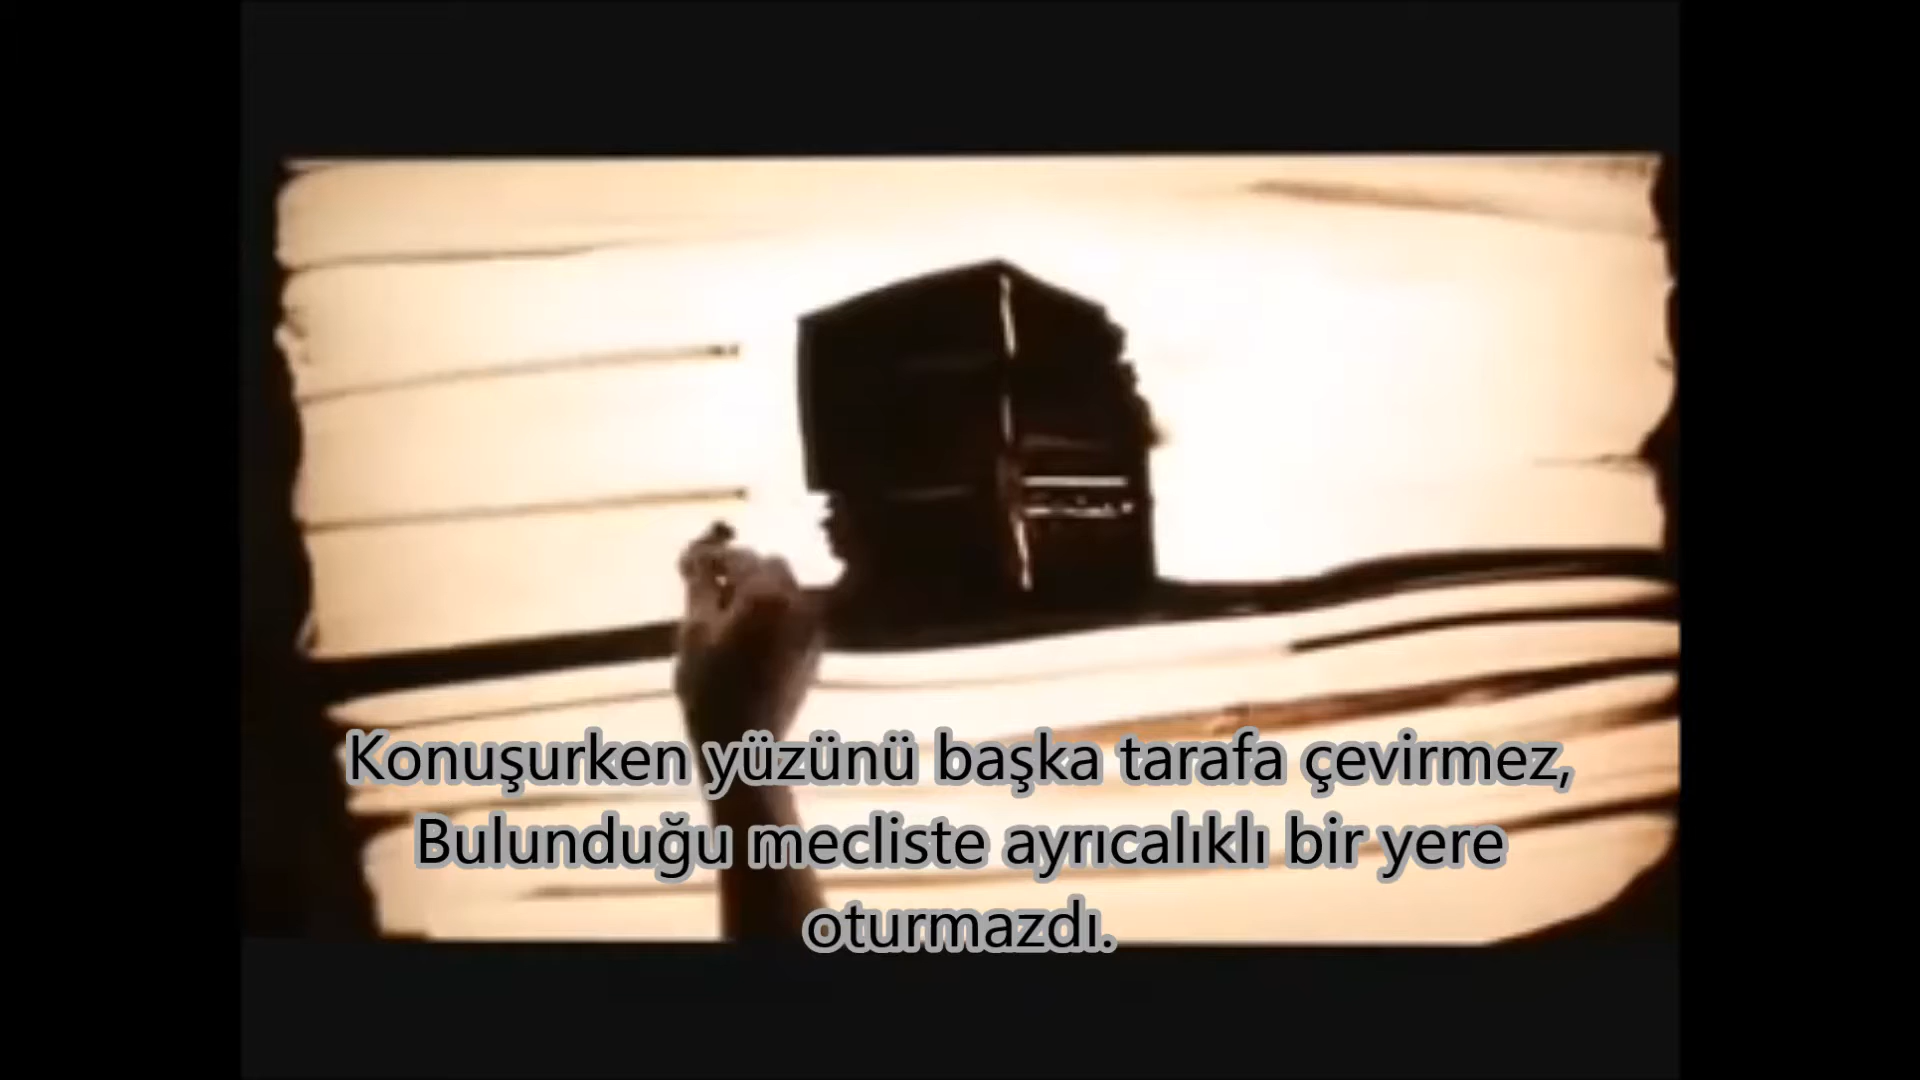 Konuşurken yüzünü başka tarafa çevirmez,
Bulunduğu mecliste ayrıcalıklı bir yere
oturmazdı.